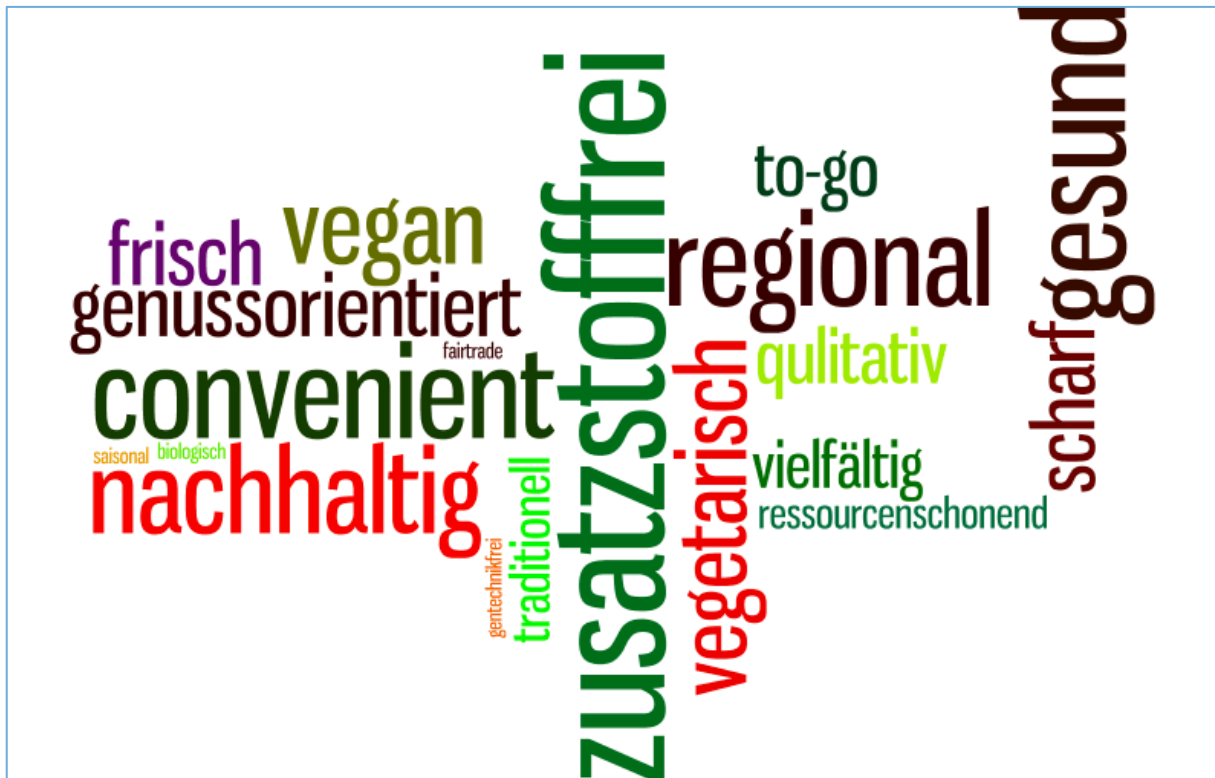 gesund
to-go
zusatzstofffrei
vegan
frisch
regional
genussorientiert
fairtrade
qulitativ
scharf
convenient
vegetarisch
saisonal
biologisch
nachhaltig
vielfältig
traditionell
ressourcenschonend
gentechnikfrei